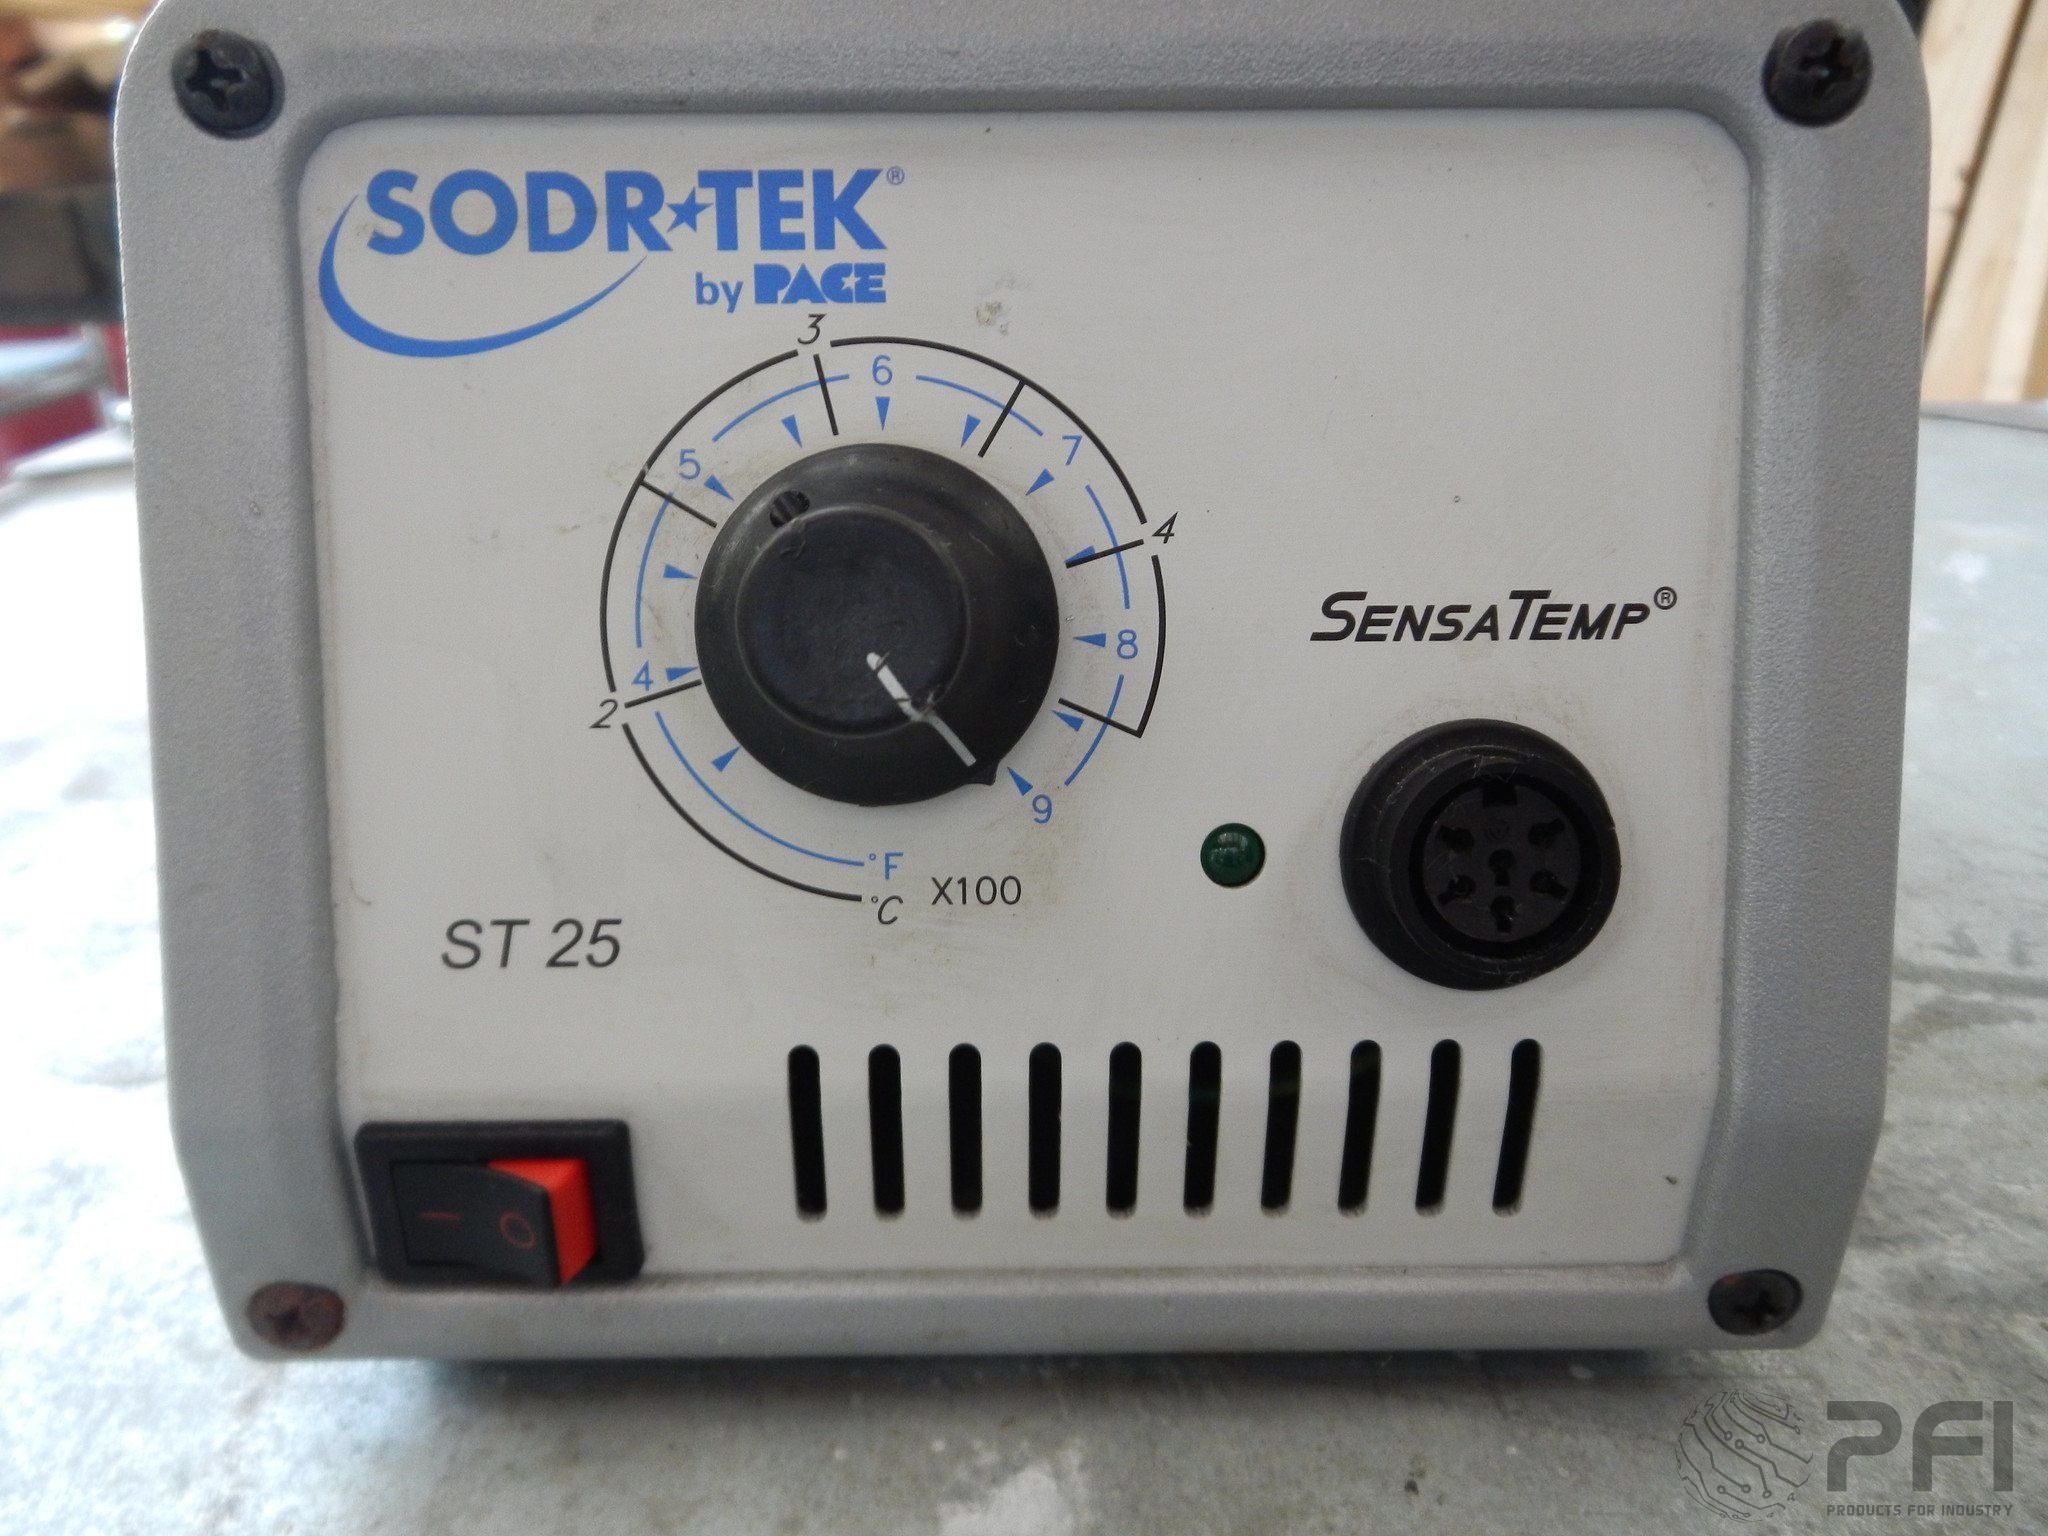 SODR★TEK®
by PACE
3
6
5
7
4
SENSATEMP®
8
4
2
9
°F
°C X100
ST 25
— O
PFI
PRODUCTS FOR INDUSTRY